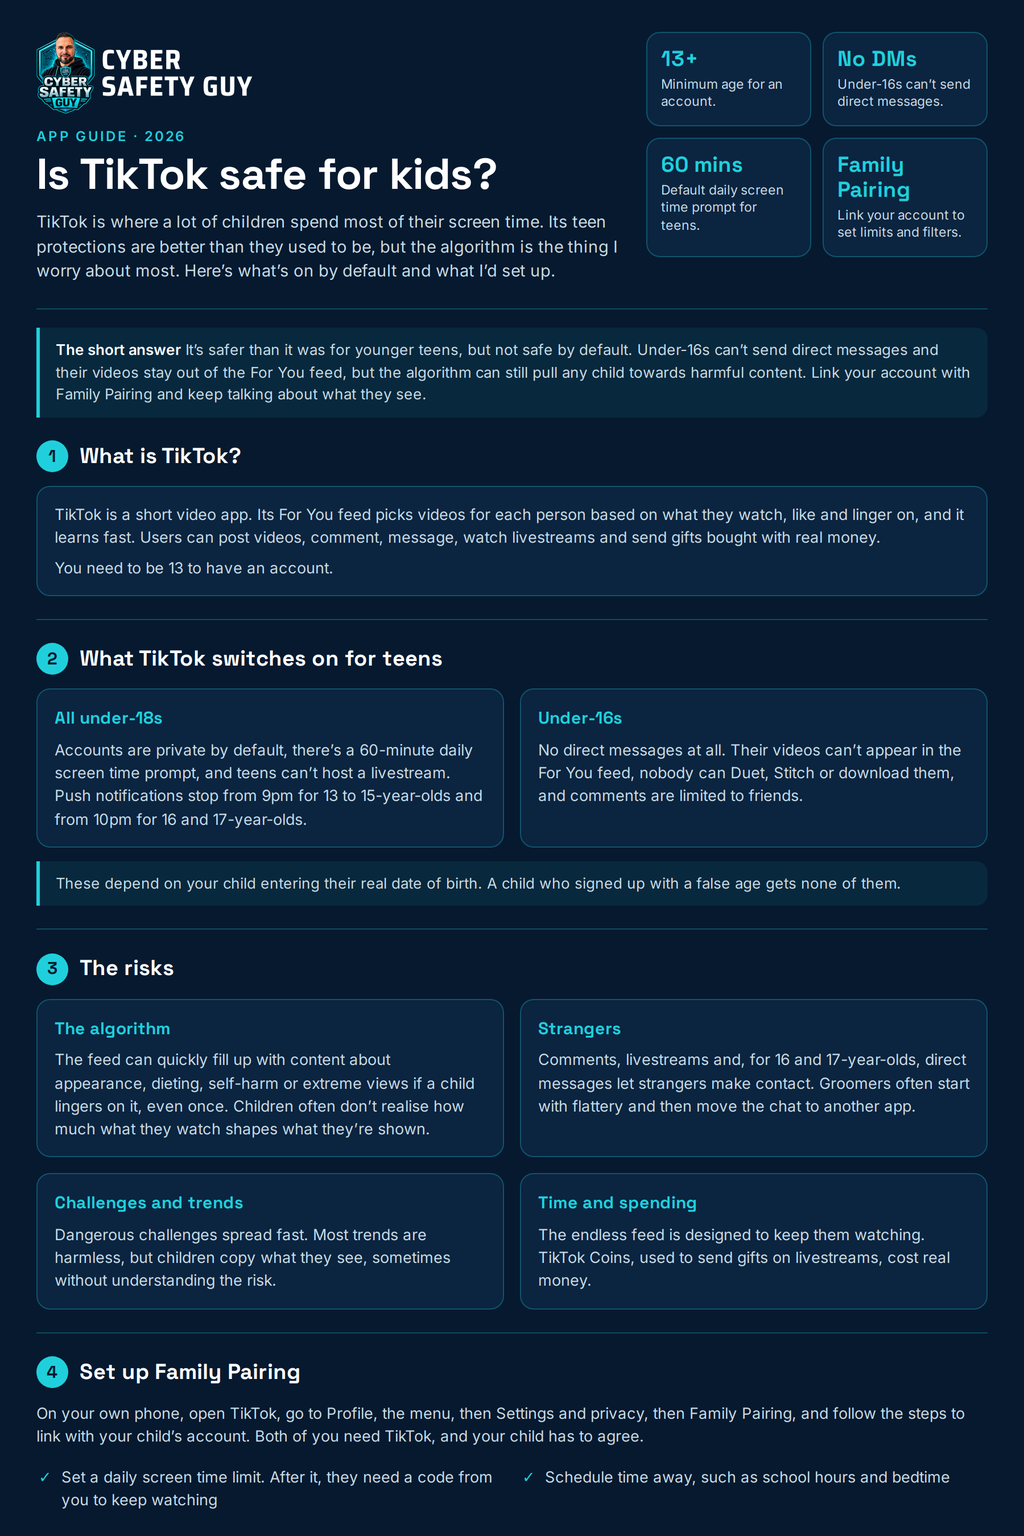 CYBER
SAFETY
GUY
CYBER
SAFETY GUY
APP GUIDE · 2026
Is TikTok safe for kids?
TikTok is where a lot of children spend most of their screen time. Its teen
protections are better than they used to be, but the algorithm is the thing I
worry about most. Here’s what’s on by default and what I’d set up.
13+
Minimum age for an
account.
No DMs
Under-16s can’t send
direct messages.
60 mins
Default daily screen
time prompt for
teens.
Family
Pairing
Link your account to
set limits and filters.
The short answer It’s safer than it was for younger teens, but not safe by default. Under-16s can’t send direct messages and
their videos stay out of the For You feed, but the algorithm can still pull any child towards harmful content. Link your account with
Family Pairing and keep talking about what they see.
1 What is TikTok?
TikTok is a short video app. Its For You feed picks videos for each person based on what they watch, like and linger on, and it
learns fast. Users can post videos, comment, message, watch livestreams and send gifts bought with real money.
You need to be 13 to have an account.
2 What TikTok switches on for teens
All under-18s
Accounts are private by default, there’s a 60-minute daily
screen time prompt, and teens can’t host a livestream.
Push notifications stop from 9pm for 13 to 15-year-olds and
from 10pm for 16 and 17-year-olds.
Under-16s
No direct messages at all. Their videos can’t appear in the
For You feed, nobody can Duet, Stitch or download them,
and comments are limited to friends.
These depend on your child entering their real date of birth. A child who signed up with a false age gets none of them.
3 The risks
The algorithm
The feed can quickly fill up with content about
appearance, dieting, self-harm or extreme views if a child
lingers on it, even once. Children often don’t realise how
much what they watch shapes what they’re shown.
Strangers
Comments, livestreams and, for 16 and 17-year-olds, direct
messages let strangers make contact. Groomers often start
with flattery and then move the chat to another app.
Challenges and trends
Dangerous challenges spread fast. Most trends are
harmless, but children copy what they see, sometimes
without understanding the risk.
Time and spending
The endless feed is designed to keep them watching.
TikTok Coins, used to send gifts on livestreams, cost real
money.
4 Set up Family Pairing
On your own phone, open TikTok, go to Profile, the menu, then Settings and privacy, then Family Pairing, and follow the steps to
link with your child’s account. Both of you need TikTok, and your child has to agree.
✓ Set a daily screen time limit. After it, they need a code from
you to keep watching
✓ Schedule time away, such as school hours and bedtime